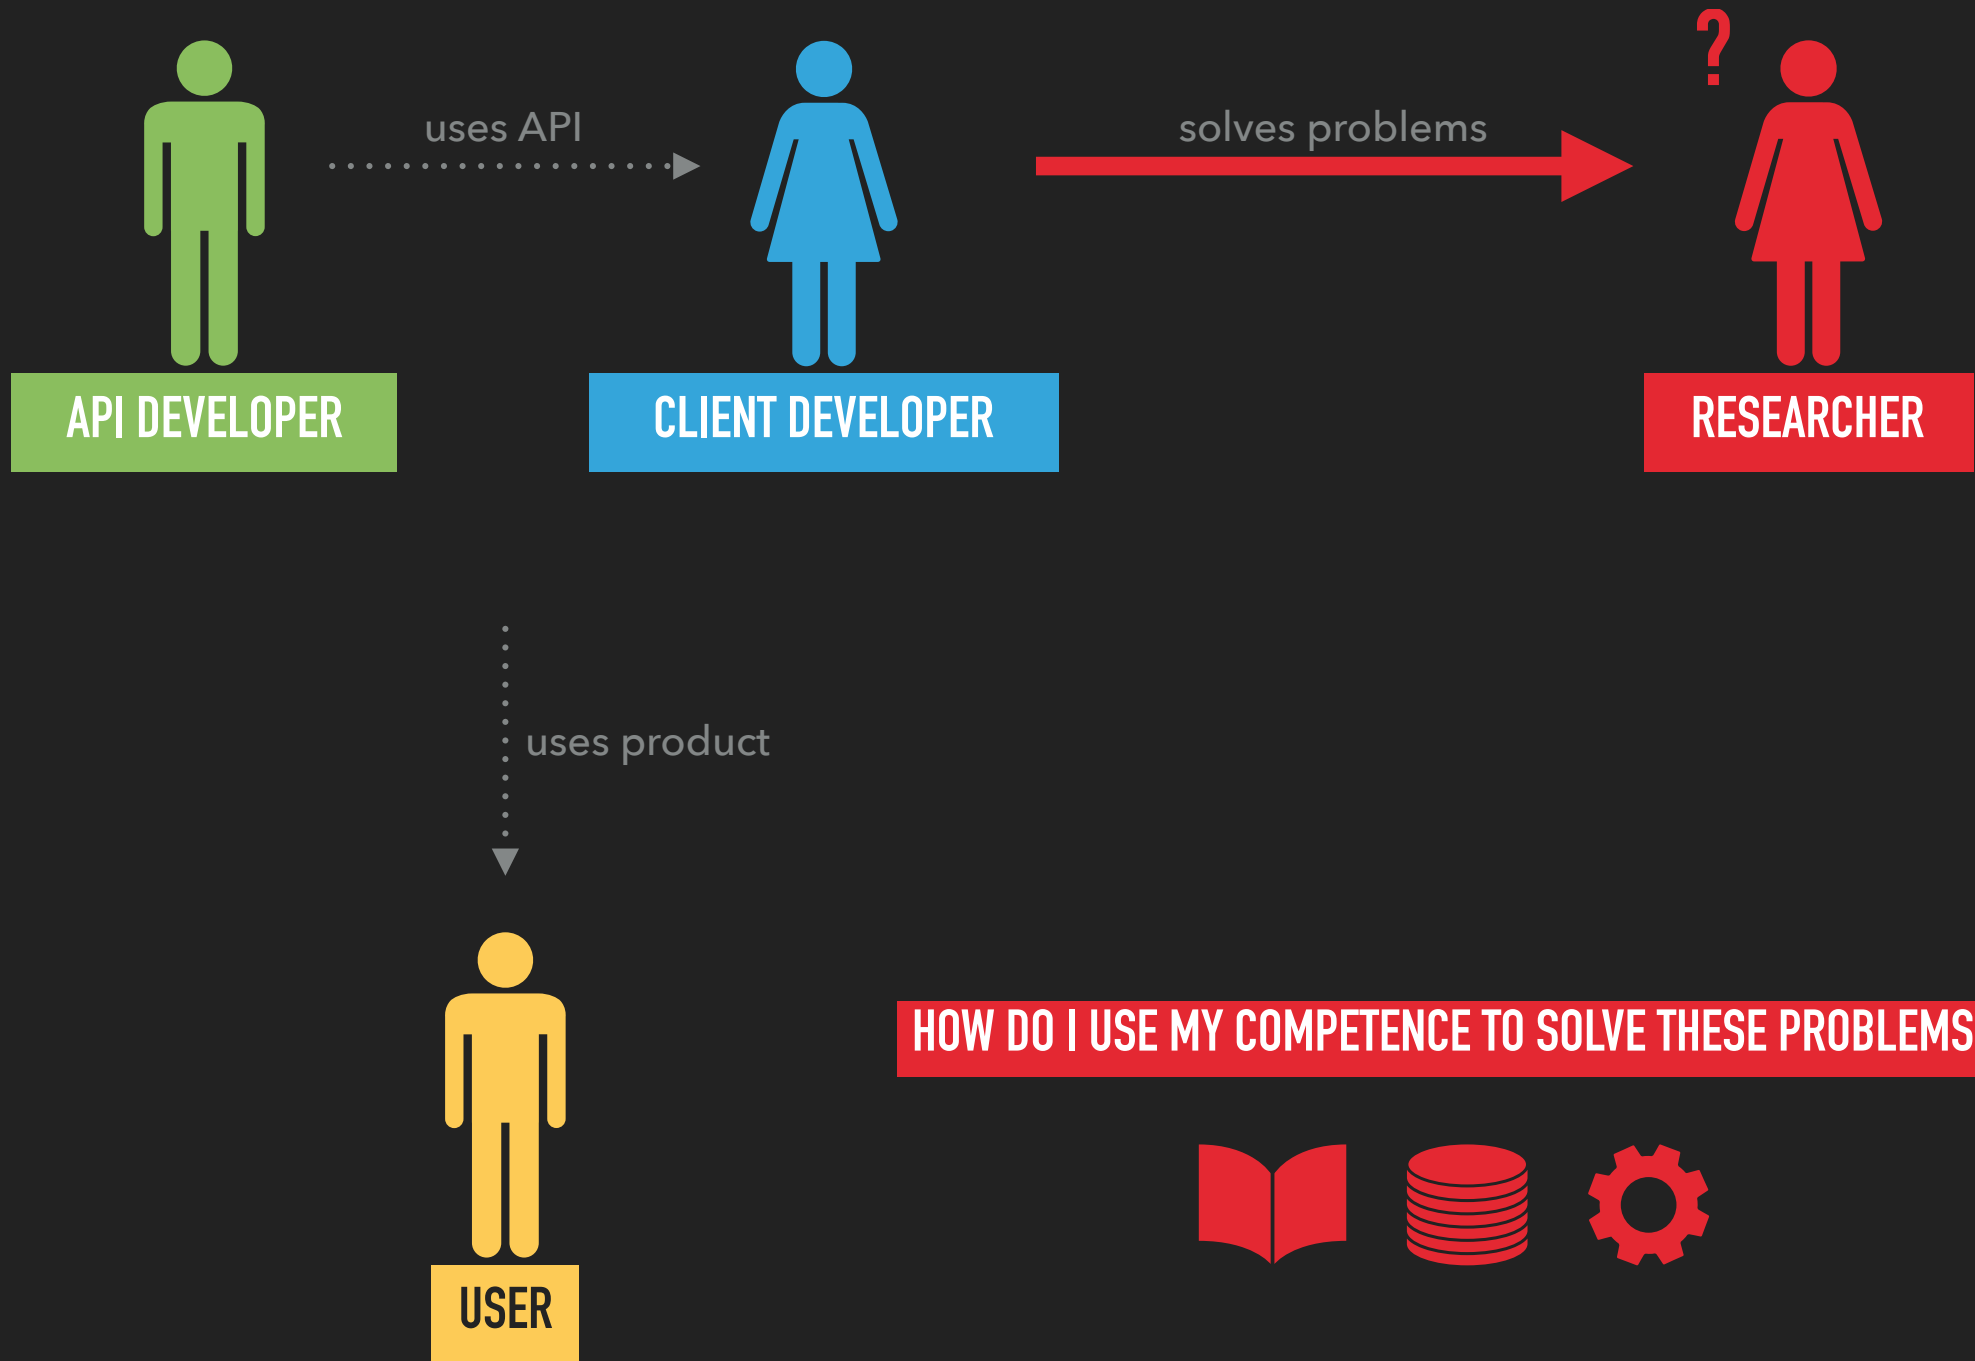 ?
uses API
solves problems
API DEVELOPER
CLIENT DEVELOPER
RESEARCHER
uses product
HOW DO I USE MY COMPETENCE TO SOLVE THESE PROBLEMS
USER